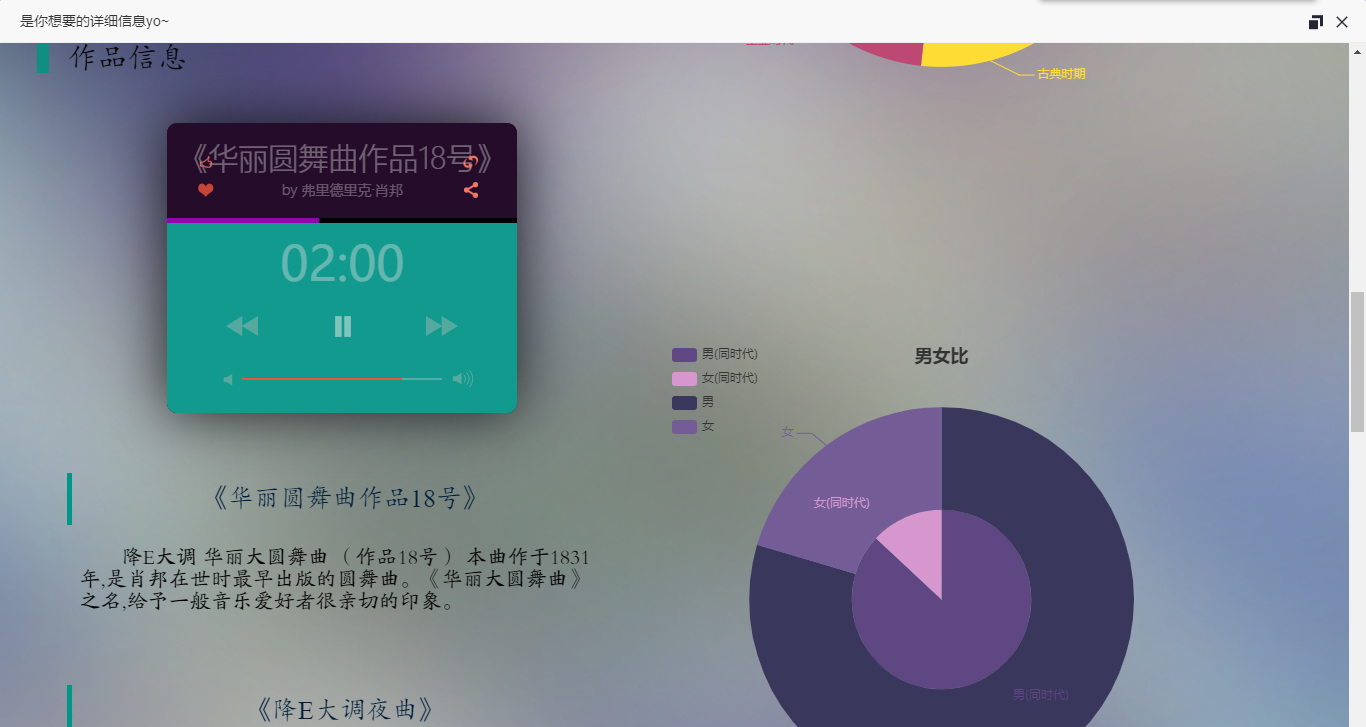 是你想要的详细信息yo~
作品信息
古典时期
《华丽圆舞曲作品18号》
by 弗里德里克·肖邦
02:00
男女比
男(同时代)
女(同时代)
男
女
女
女(同时代)
男(同时代)
《华丽圆舞曲作品18号》
降E大调 华丽大圆舞曲 （ 作品18号 ） 本曲作于1831
年,是肖邦在世时最早出版的圆舞曲。《华丽大圆舞曲》
之名,给予一般音乐爱好者很亲切的印象。
《降E大调夜曲》